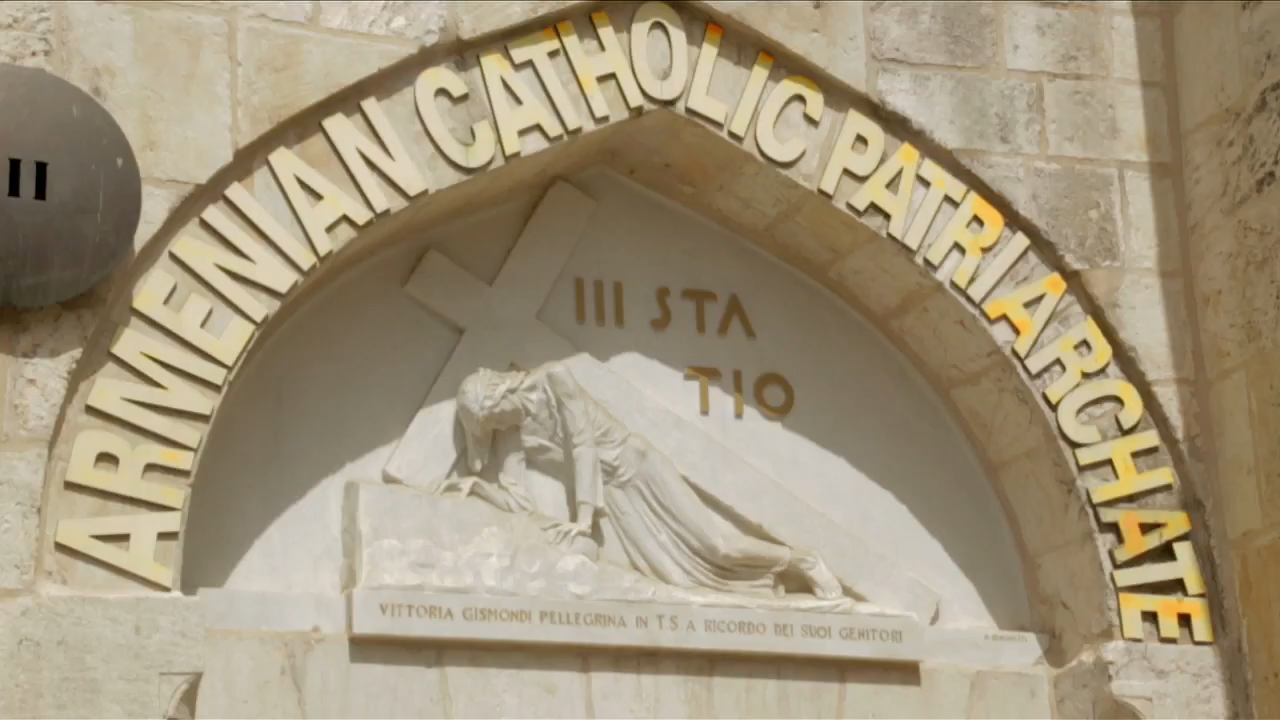 ARMENIAN CATHOLIC PATRIARCHATE
II
III STA
TIO
VITTORIA GISMONDI PELLEGRINA IN T.S. A RICORDO DEI SUOI GENITORI